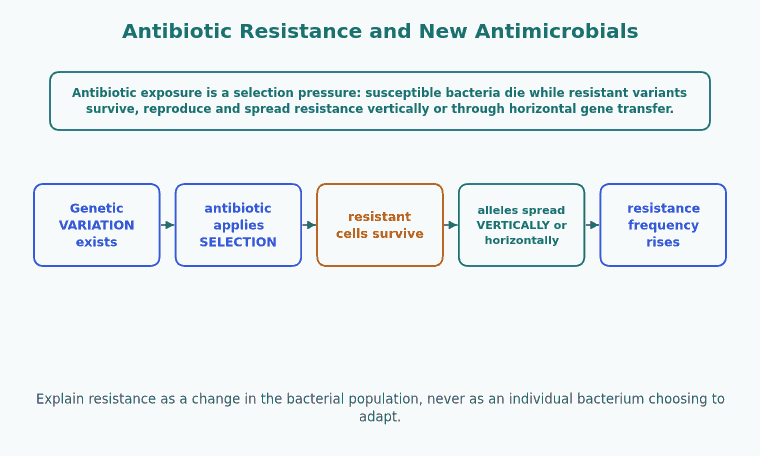 Antibiotic Resistance and New Antimicrobials
Antibiotic exposure is a selection pressure: susceptible bacteria die while resistant variants
survive, reproduce and spread resistance vertically or through horizontal gene transfer.
Genetic
VARIATION
exists
antibiotic
applies
SELECTION
resistant
cells survive
alleles spread
VERTICALLY or
horizontally
resistance
frequency
rises
Explain resistance as a change in the bacterial population, never as an individual bacterium choosing to
adapt.